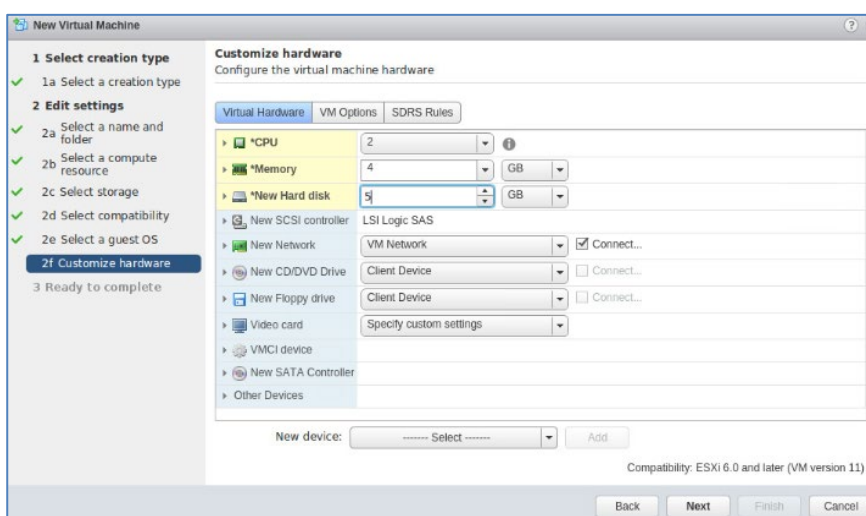 New Virtual Machine
?
1 Select creation type
1a Select a creation type
2 Edit settings
2a Select a name and
folder
2b Select a compute
resource
2c Select storage
2d Select compatibility
2e Select a guest OS
2f Customize hardware
3 Ready to complete
Customize hardware
Configure the virtual machine hardware
Virtual Hardware VM Options SDRS Rules
*CPU 2
*Memory 4 GB
*New Hard disk 5 GB
New SCSI controller LSI Logic SAS
New Network VM Network Connect...
New CD/DVD Drive Client Device Connect...
New Floppy drive Client Device Connect...
Video card Specify custom settings
VMCI device
New SATA Controller
Other Devices
New device: ------- Select ------- Add
Compatibility: ESXi 6.0 and later (VM version 11)
Back Next Finish Cancel